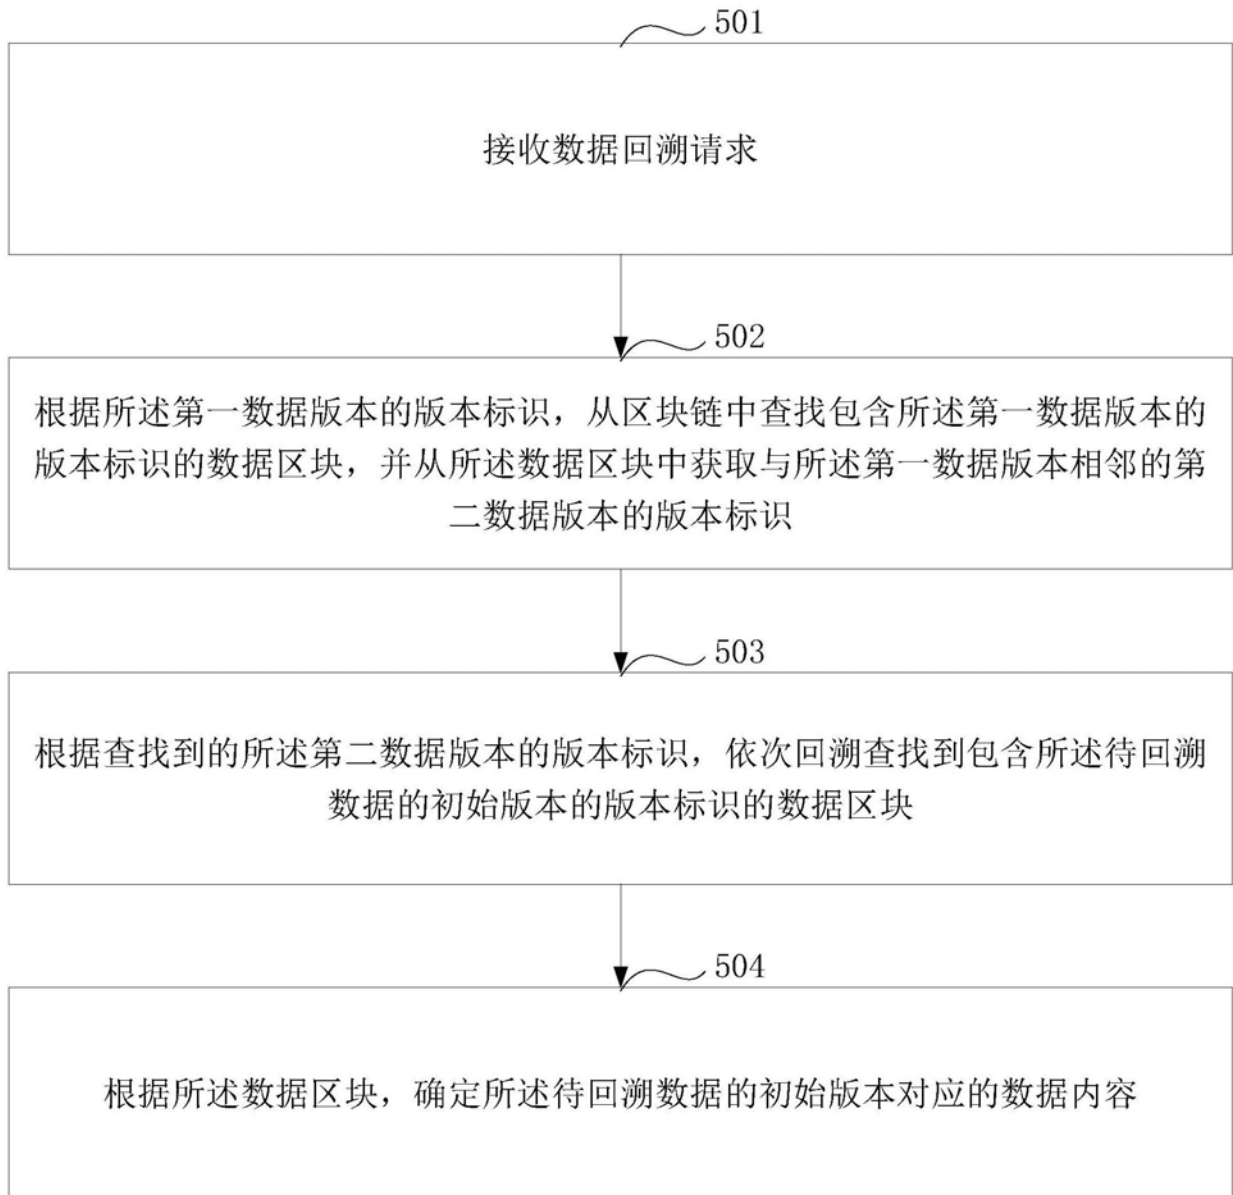 501
接收数据回溯请求
502
根据所述第一数据版本的版本标识，从区块链中查找包含所述第一数据版本的
版本标识的数据区块，并从所述数据区块中获取与所述第一数据版本相邻的第
二数据版本的版本标识
503
根据查找到的所述第二数据版本的版本标识，依次回溯查找到包含所述待回溯
数据的初始版本的版本标识的数据区块
504
根据所述数据区块，确定所述待回溯数据的初始版本对应的数据内容